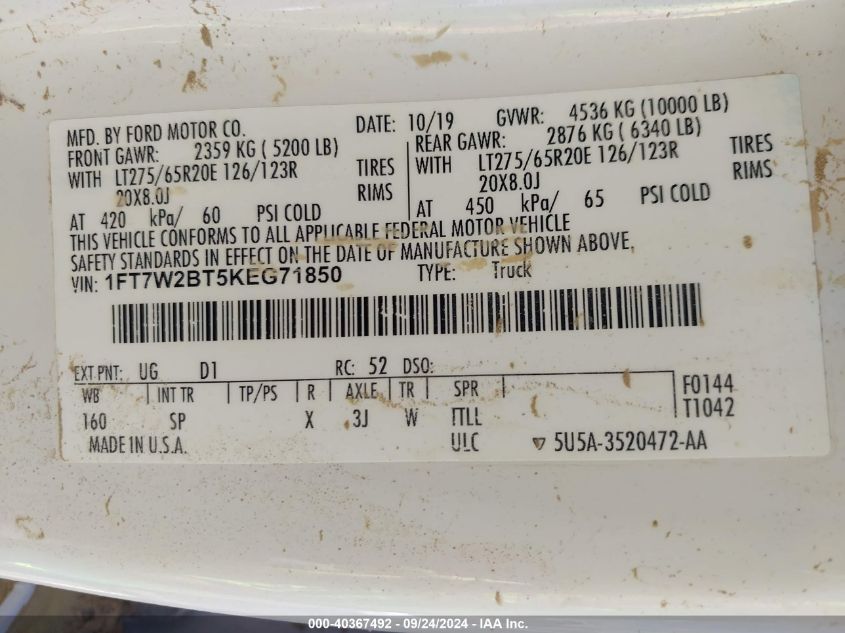 MFD. BY FORD MOTOR CO. DATE: 10/19 GVWR: 4536 KG (10000 LB)
FRONT GAWR: 2359 KG ( 5200 LB) REAR GAWR: 2876 KG ( 6340 LB)
WITH LT275/65R20E 126/123R TIRES WITH LT275/65R20E 126/123R TIRES
20X8.0J RIMS 20X8.0J RIMS
AT 420 kPa/ 60 PSI COLD AT 450 kPa/ 65 PSI COLD
THIS VEHICLE CONFORMS TO ALL APPLICABLE FEDERAL MOTOR VEHICLE
SAFETY STANDARDS IN EFFECT ON THE DATE OF MANUFACTURE SHOWN ABOVE.
VIN: 1FT7W2BT5KEG71850 TYPE: Truck
EXT PNT: UG D1 RC: 52 DSO:
WB INT TR TP/PS R AXLE TR SPR F0144
160 SP X 3J W TTLL T1042
MADE IN U.S.A. ULC 5U5A-3520472-AA
000-40367492 - 09/24/2024 - IAA Inc.